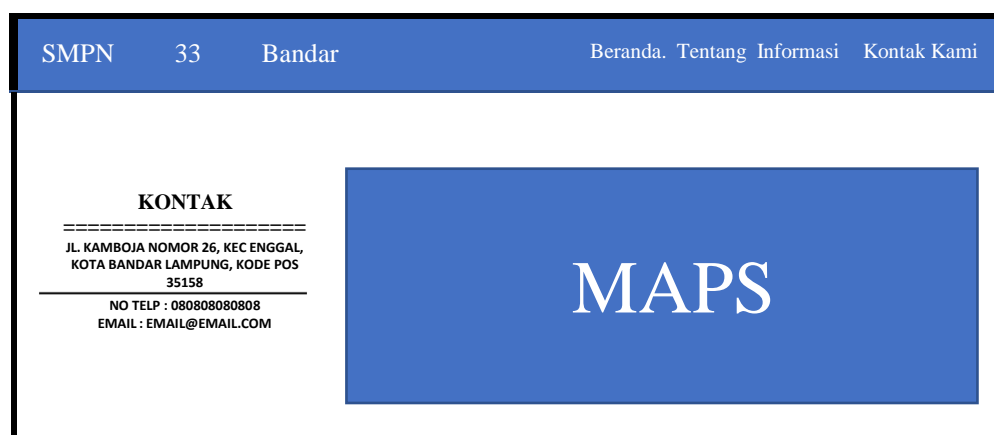 SMPN 33 Bandar
Beranda. Tentang Informasi Kontak Kami
KONTAK
====================
JL. KAMBOJA NOMOR 26, KEC ENGGAL,
KOTA BANDAR LAMPUNG, KODE POS
35158
NO TELP : 080808080808
EMAIL : EMAIL@EMAIL.COM
MAPS